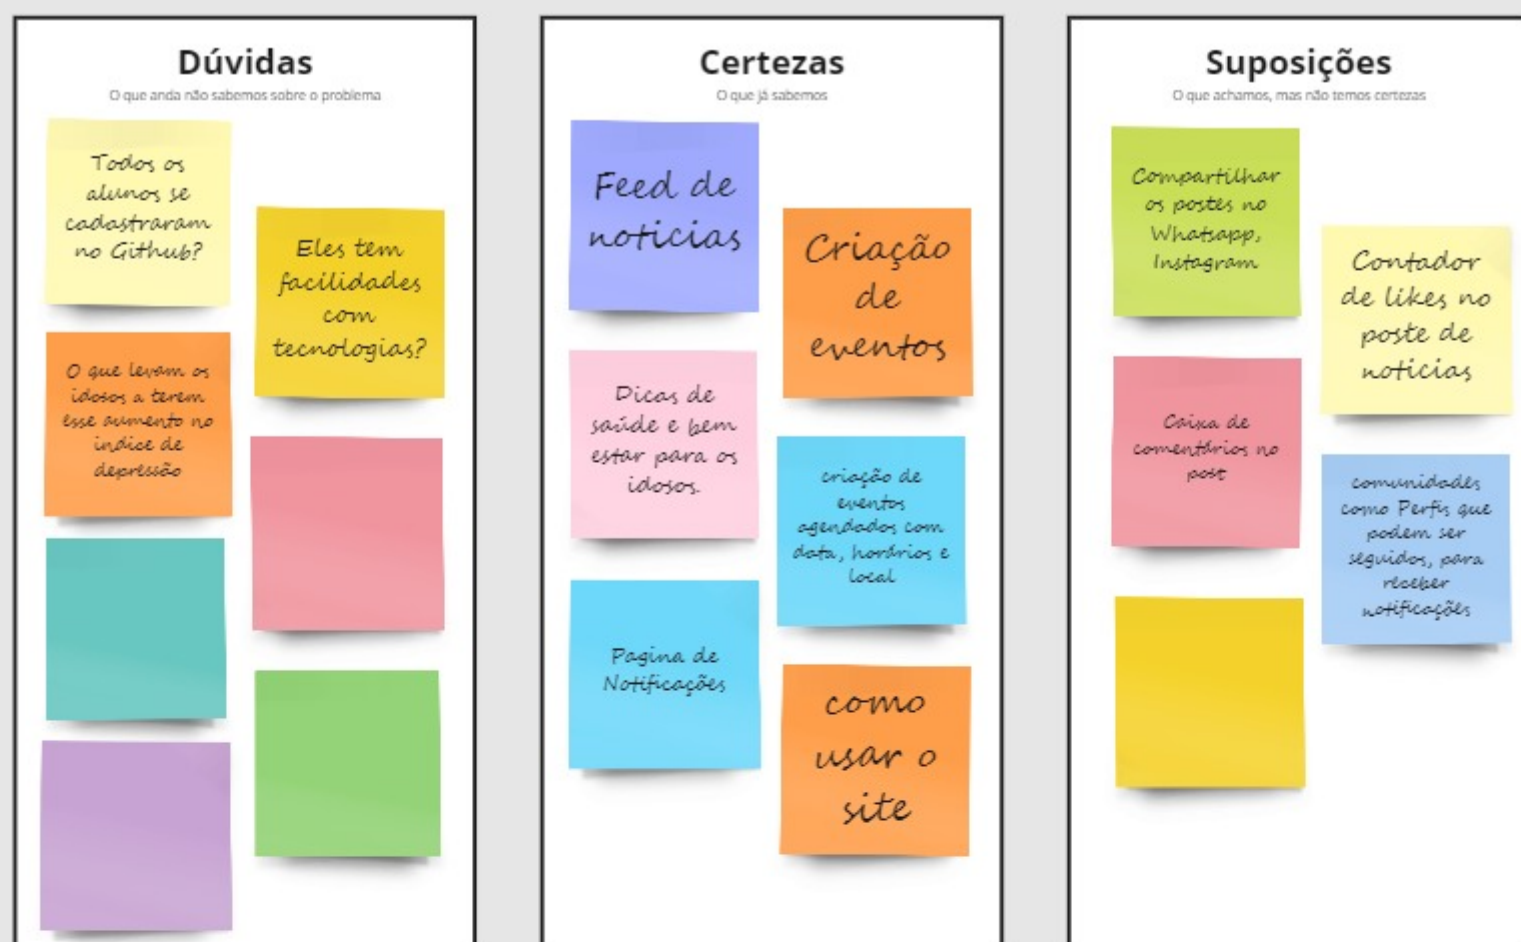 Dúvidas
O que anda não sabemos sobre o problema
Todos os
alunos se
cadastraram
no Github?
Eles tem
facilidades
com
tecnologias?
O que levam os
idosos a terem
esse aumento no
indice de
depressão
Certezas
O que já sabemos
Feed de
noticias
Criação
de
eventos
Dicas de
saúde e bem
estar para os
idosos.
criação de
eventos
agendados com
data, horários e
local
Pagina de
Notificações
como
usar o
site
Suposições
O que achamos, mas não temos certezas
Compartilhar
os postes no
Whatsapp,
Instagram
Contador
de likes no
poste de
noticias
Caixa de
comentários no
post
comunidades
como Perfis que
podem ser
seguidos, para
receber
notificações